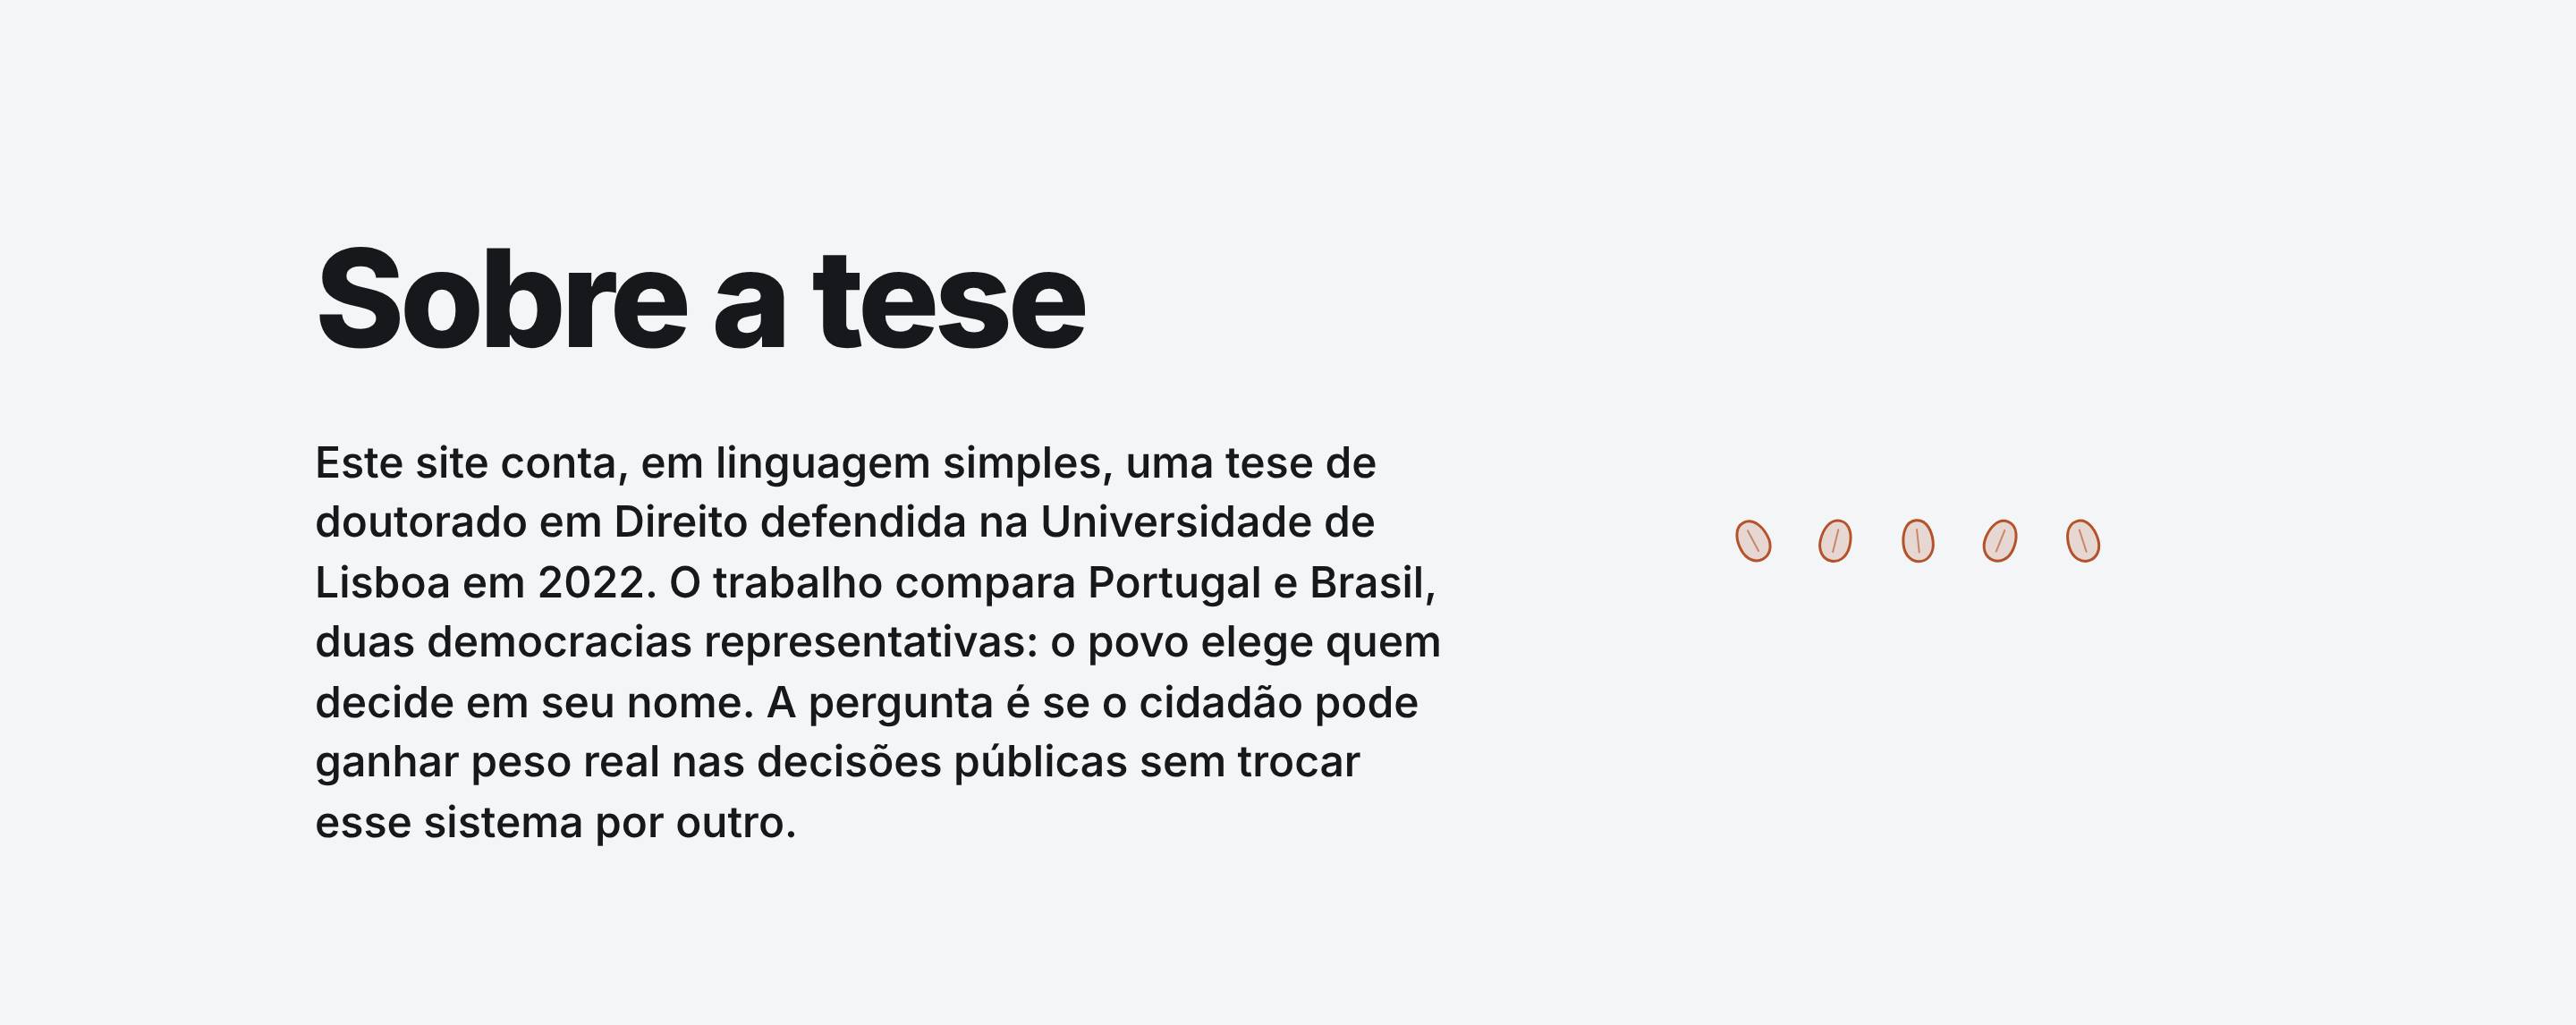 Sobre a tese
Este site conta, em linguagem simples, uma tese de
doutorado em Direito defendida na Universidade de
Lisboa em 2022. O trabalho compara Portugal e Brasil,
duas democracias representativas: o povo elege quem
decide em seu nome. A pergunta é se o cidadão pode
ganhar peso real nas decisões públicas sem trocar
esse sistema por outro.